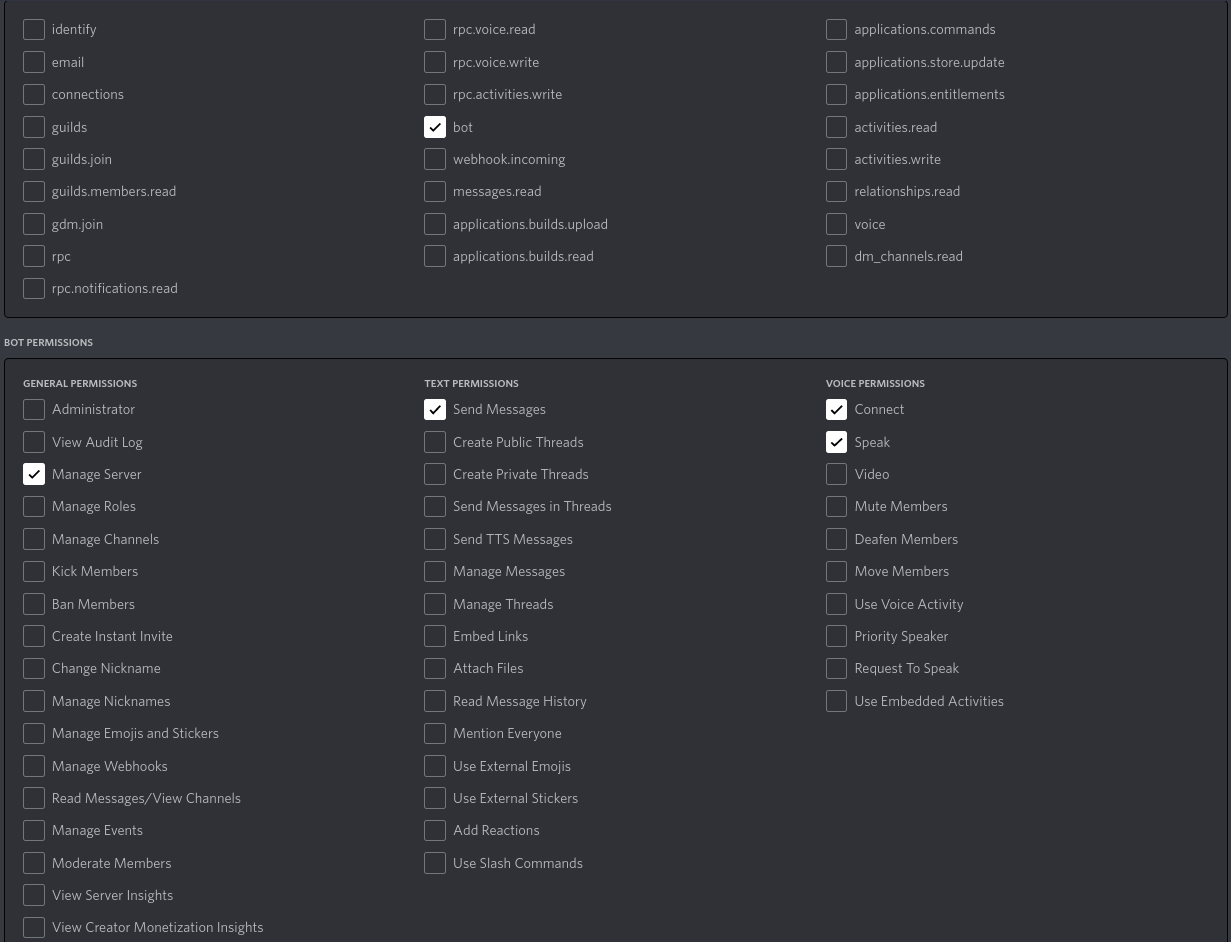 identify
email
connections
guilds
guilds.join
guilds.members.read
gdm.join
rpc
rpc.notifications.read
rpc.voice.read
rpc.voice.write
rpc.activities.write
bot
webhook.incoming
messages.read
applications.builds.upload
applications.builds.read
applications.commands
applications.store.update
applications.entitlements
activities.read
activities.write
relationships.read
voice
dm_channels.read
BOT PERMISSIONS
GENERAL PERMISSIONS
Administrator
View Audit Log
Manage Server
Manage Roles
Manage Channels
Kick Members
Ban Members
Create Instant Invite
Change Nickname
Manage Nicknames
Manage Emojis and Stickers
Manage Webhooks
Read Messages/View Channels
Manage Events
Moderate Members
View Server Insights
View Creator Monetization Insights
TEXT PERMISSIONS
Send Messages
Create Public Threads
Create Private Threads
Send Messages in Threads
Send TTS Messages
Manage Messages
Manage Threads
Embed Links
Attach Files
Read Message History
Mention Everyone
Use External Emojis
Use External Stickers
Add Reactions
Use Slash Commands
VOICE PERMISSIONS
Connect
Speak
Video
Mute Members
Deafen Members
Move Members
Use Voice Activity
Priority Speaker
Request To Speak
Use Embedded Activities